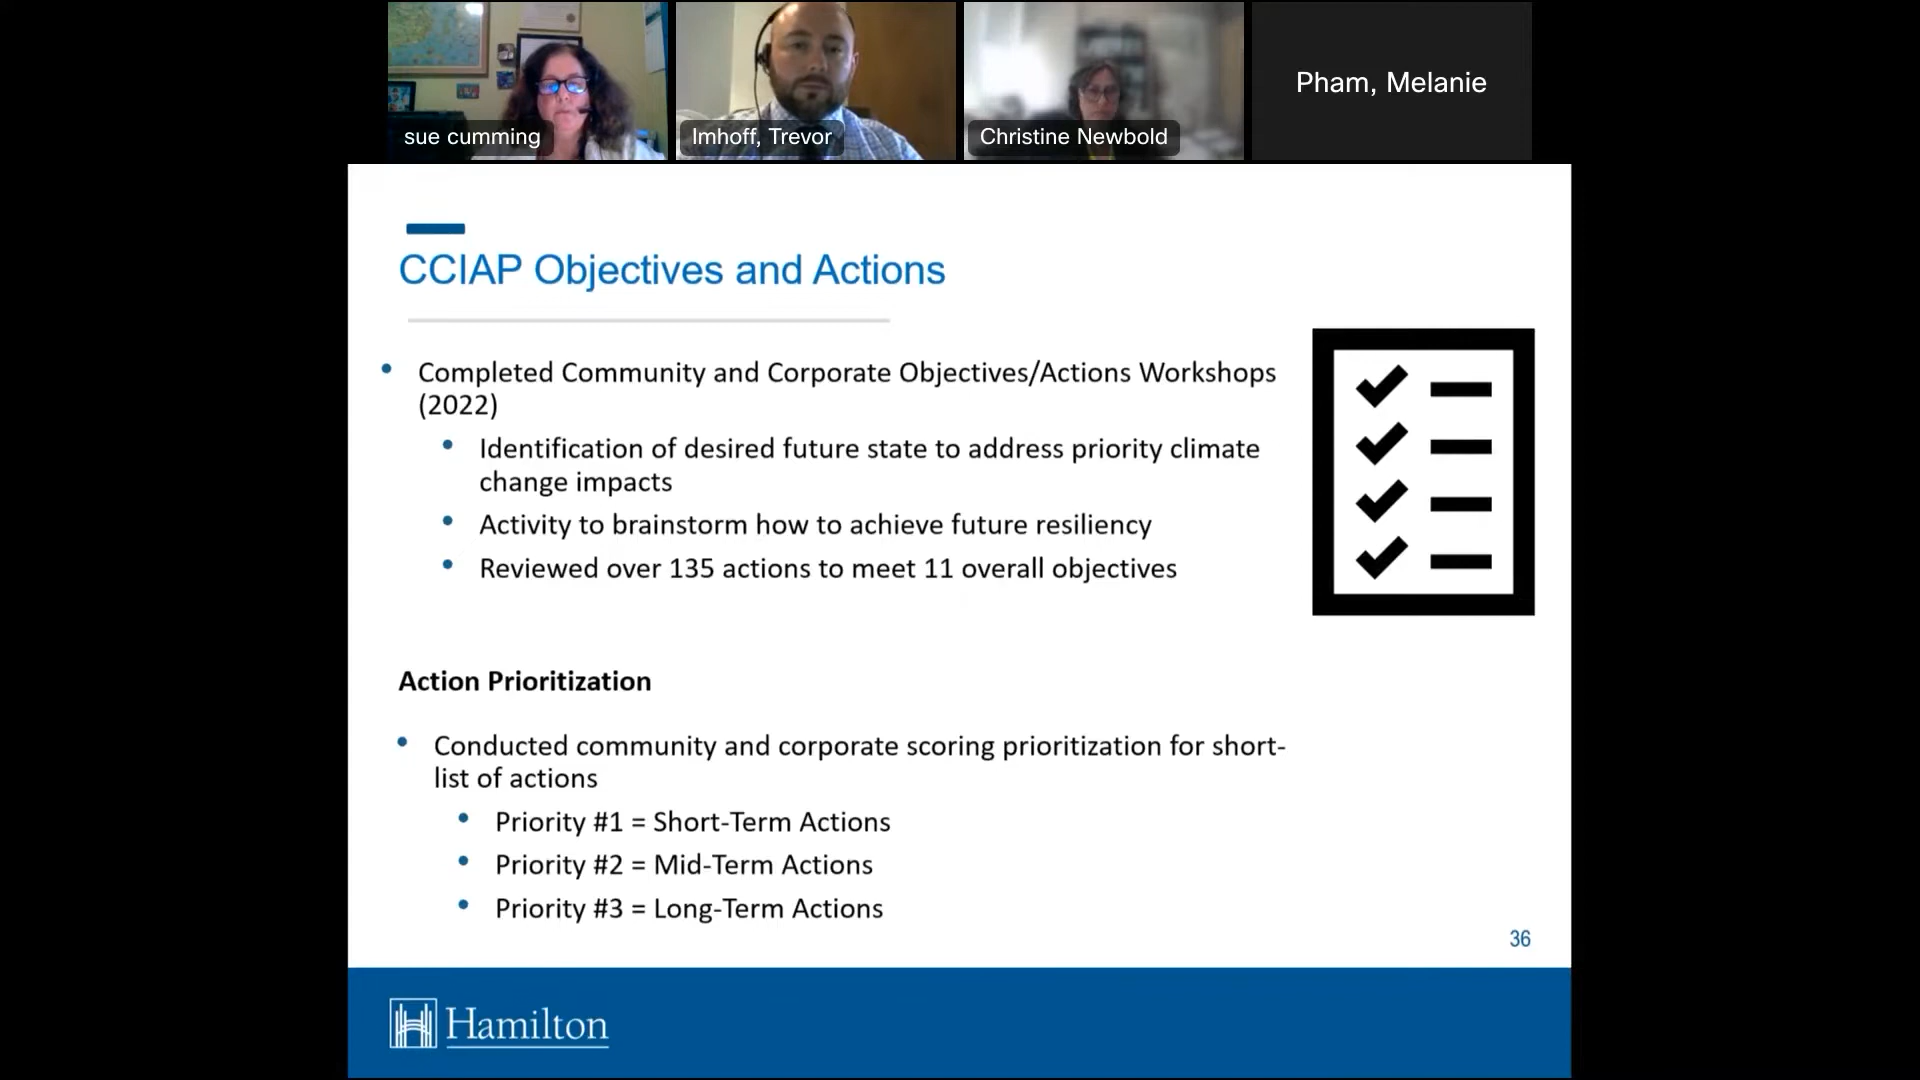 sue cumming
Imhoff, Trevor
Christine Newbold
Pham, Melanie
CCIAP Objectives and Actions
• Completed Community and Corporate Objectives/Actions Workshops
(2022)
• Identification of desired future state to address priority climate
change impacts
• Activity to brainstorm how to achieve future resiliency
• Reviewed over 135 actions to meet 11 overall objectives
Action Prioritization
• Conducted community and corporate scoring prioritization for short-
list of actions
• Priority #1 = Short-Term Actions
• Priority #2 = Mid-Term Actions
• Priority #3 = Long-Term Actions
36
Hamilton